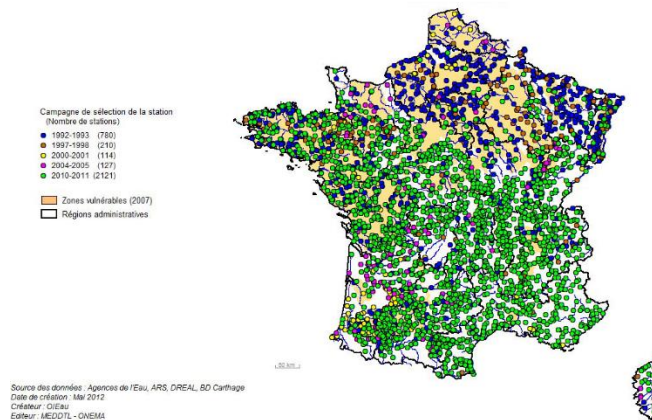 Campagne de sélection de la station
(Nombre de stations)
1992-1993 (780)
1997-1998 (210)
2000-2001 (114)
2004-2005 (127)
2010-2011 (2121)
Zones vulnérables (2007)
Régions administratives
50 km
Source des données : Agences de l'Eau, ARS, DREAL, BD Carthage
Date de création : Mai 2012
Créateur : OIEau
Editeur : MEDDTL - ONEMA